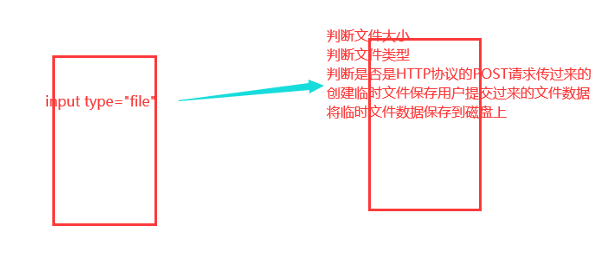 input type="file"
判断文件大小
判断文件类型
判断是否是HTTP协议的POST请求传过来的
创建临时文件保存用户提交过来的文件数据
将临时文件数据保存到磁盘上